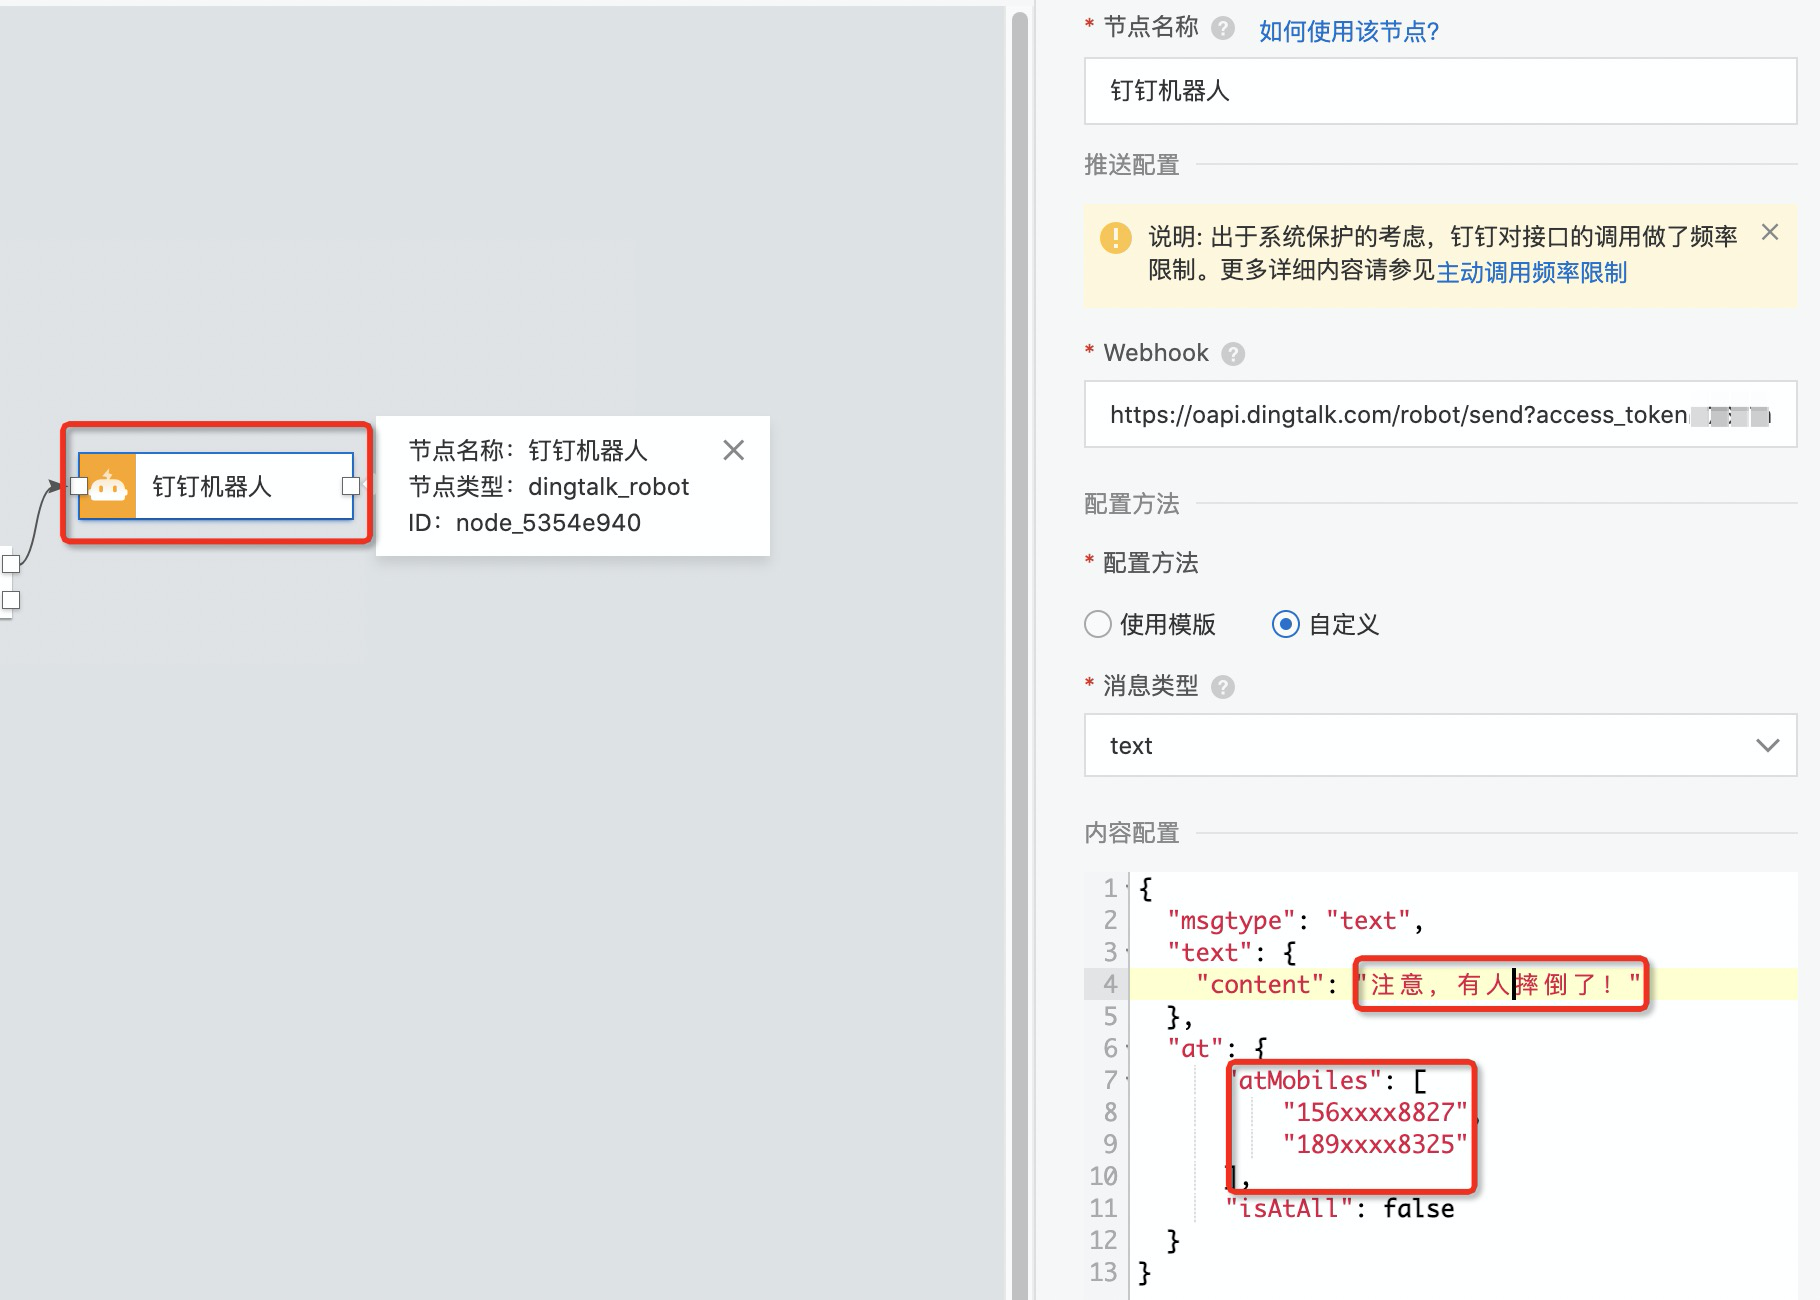 钉钉机器人
节点名称：钉钉机器人
节点类型：dingtalk_robot
ID：node_5354e940
* 节点名称 ? 如何使用该节点?
钉钉机器人
推送配置
说明: 出于系统保护的考虑，钉钉对接口的调用做了频率
限制。更多详细内容请参见主动调用频率限制
* Webhook ?
https://oapi.dingtalk.com/robot/send?access_token
配置方法
* 配置方法
使用模版
自定义
* 消息类型 ?
text
内容配置
1 {
2 "msgtype": "text",
3 "text": {
4 "content": "注意，有人摔倒了！"
5 },
6 "at": {
7 "atMobiles": [
8 "156xxxx8827",
9 "189xxxx8325"
10 ],
11 "isAtAll": false
12 }
13 }